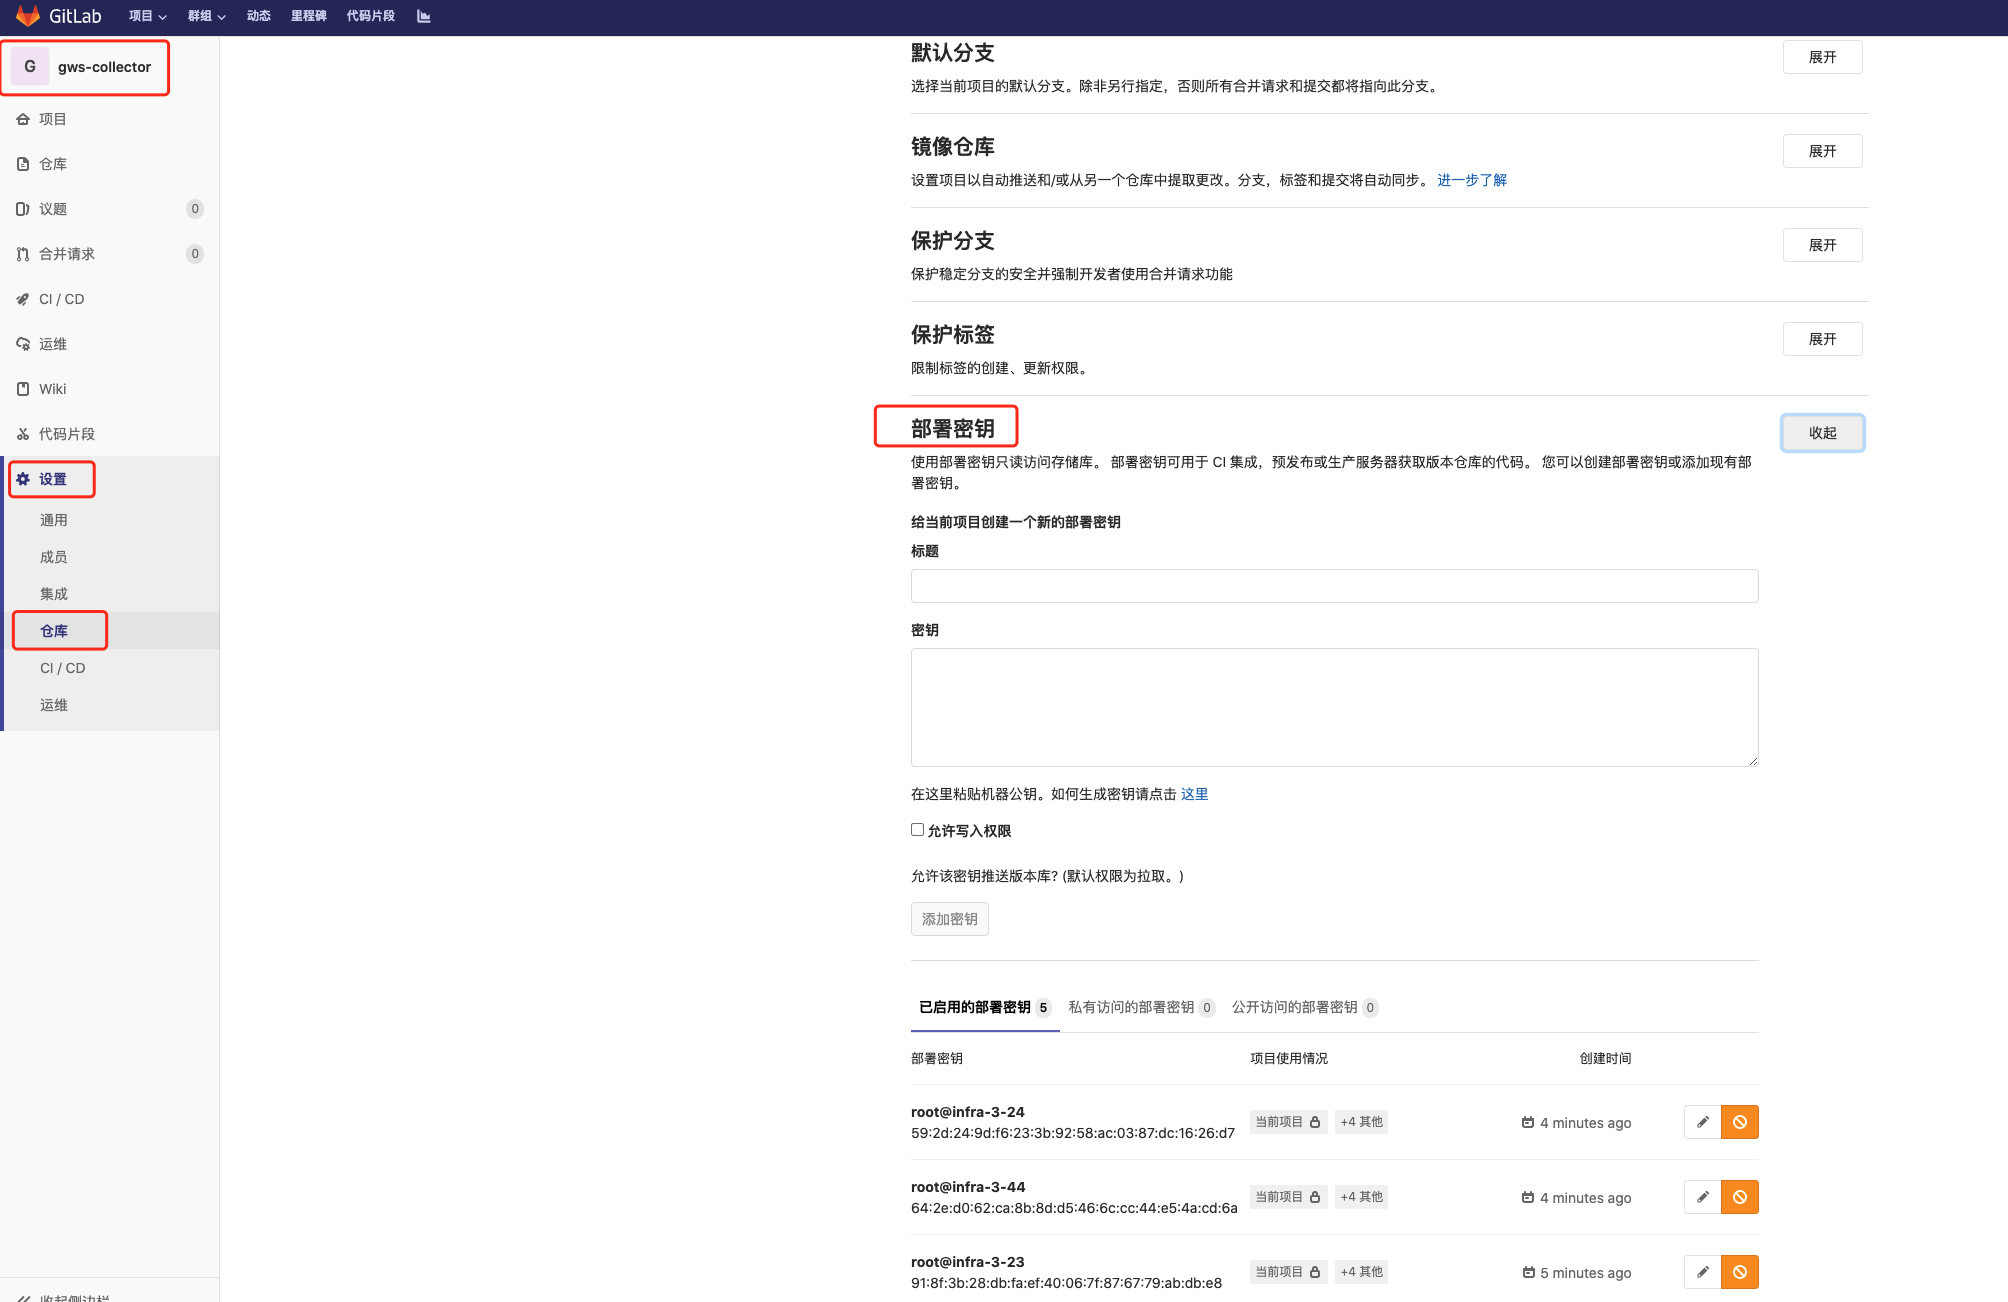 GitLab 项目 群组 动态 里程碑 代码片段
G gws-collector
项目
仓库
议题 0
合并请求 0
CI / CD
运维
Wiki
代码片段
设置
通用
成员
集成
仓库
CI / CD
运维
收起侧边栏
默认分支
展开
选择当前项目的默认分支。除非另行指定，否则所有合并请求和提交都将指向此分支。
镜像仓库
展开
设置项目以自动推送和/或从另一个仓库中提取更改。分支，标签和提交将自动同步。 进一步了解
保护分支
展开
保护稳定分支的安全并强制开发者使用合并请求功能
保护标签
展开
限制标签的创建、更新权限。
部署密钥
收起
使用部署密钥只读访问存储库。 部署密钥可用于 CI 集成，预发布或生产服务器获取版本仓库的代码。 您可以创建部署密钥或添加现有部
署密钥。
给当前项目创建一个新的部署密钥
标题
密钥
在这里粘贴机器公钥。如何生成密钥请点击 这里
允许写入权限
允许该密钥推送版本库? (默认权限为拉取。)
添加密钥
已启用的部署密钥 5 私有访问的部署密钥 0 公开访问的部署密钥 0
部署密钥 项目使用情况 创建时间
root@infra-3-24
59:2d:24:9d:f6:23:3b:92:58:ac:03:87:dc:16:26:d7
当前项目 +4 其他 4 minutes ago
root@infra-3-44
64:2e:d0:62:ca:8b:8d:d5:46:6c:cc:44:e5:4a:cd:6a
当前项目 +4 其他 4 minutes ago
root@infra-3-23
91:8f:3b:28:db:fa:ef:40:06:7f:87:67:79:ab:db:e8
当前项目 +4 其他 5 minutes ago